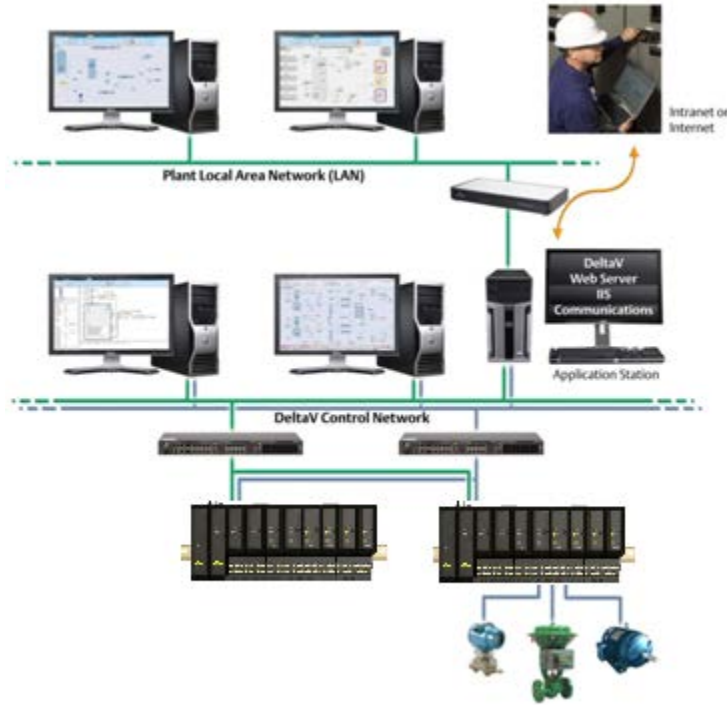 Intranet or
Internet
Plant Local Area Network (LAN)
DeltaV
Web Server
IIS
Communications
Application Station
DeltaV Control Network